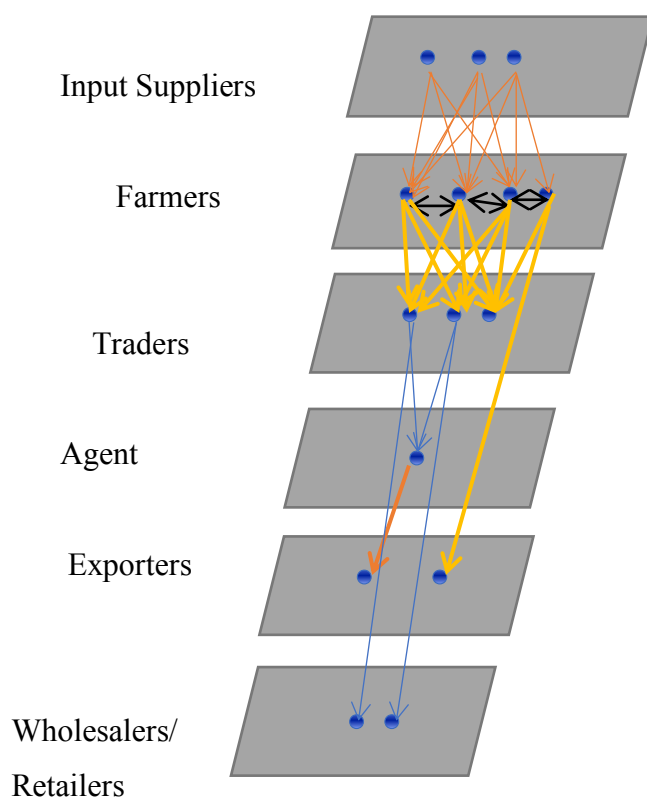 Input Suppliers
Farmers
Traders
Agent
Exporters
Wholesalers/
Retailers